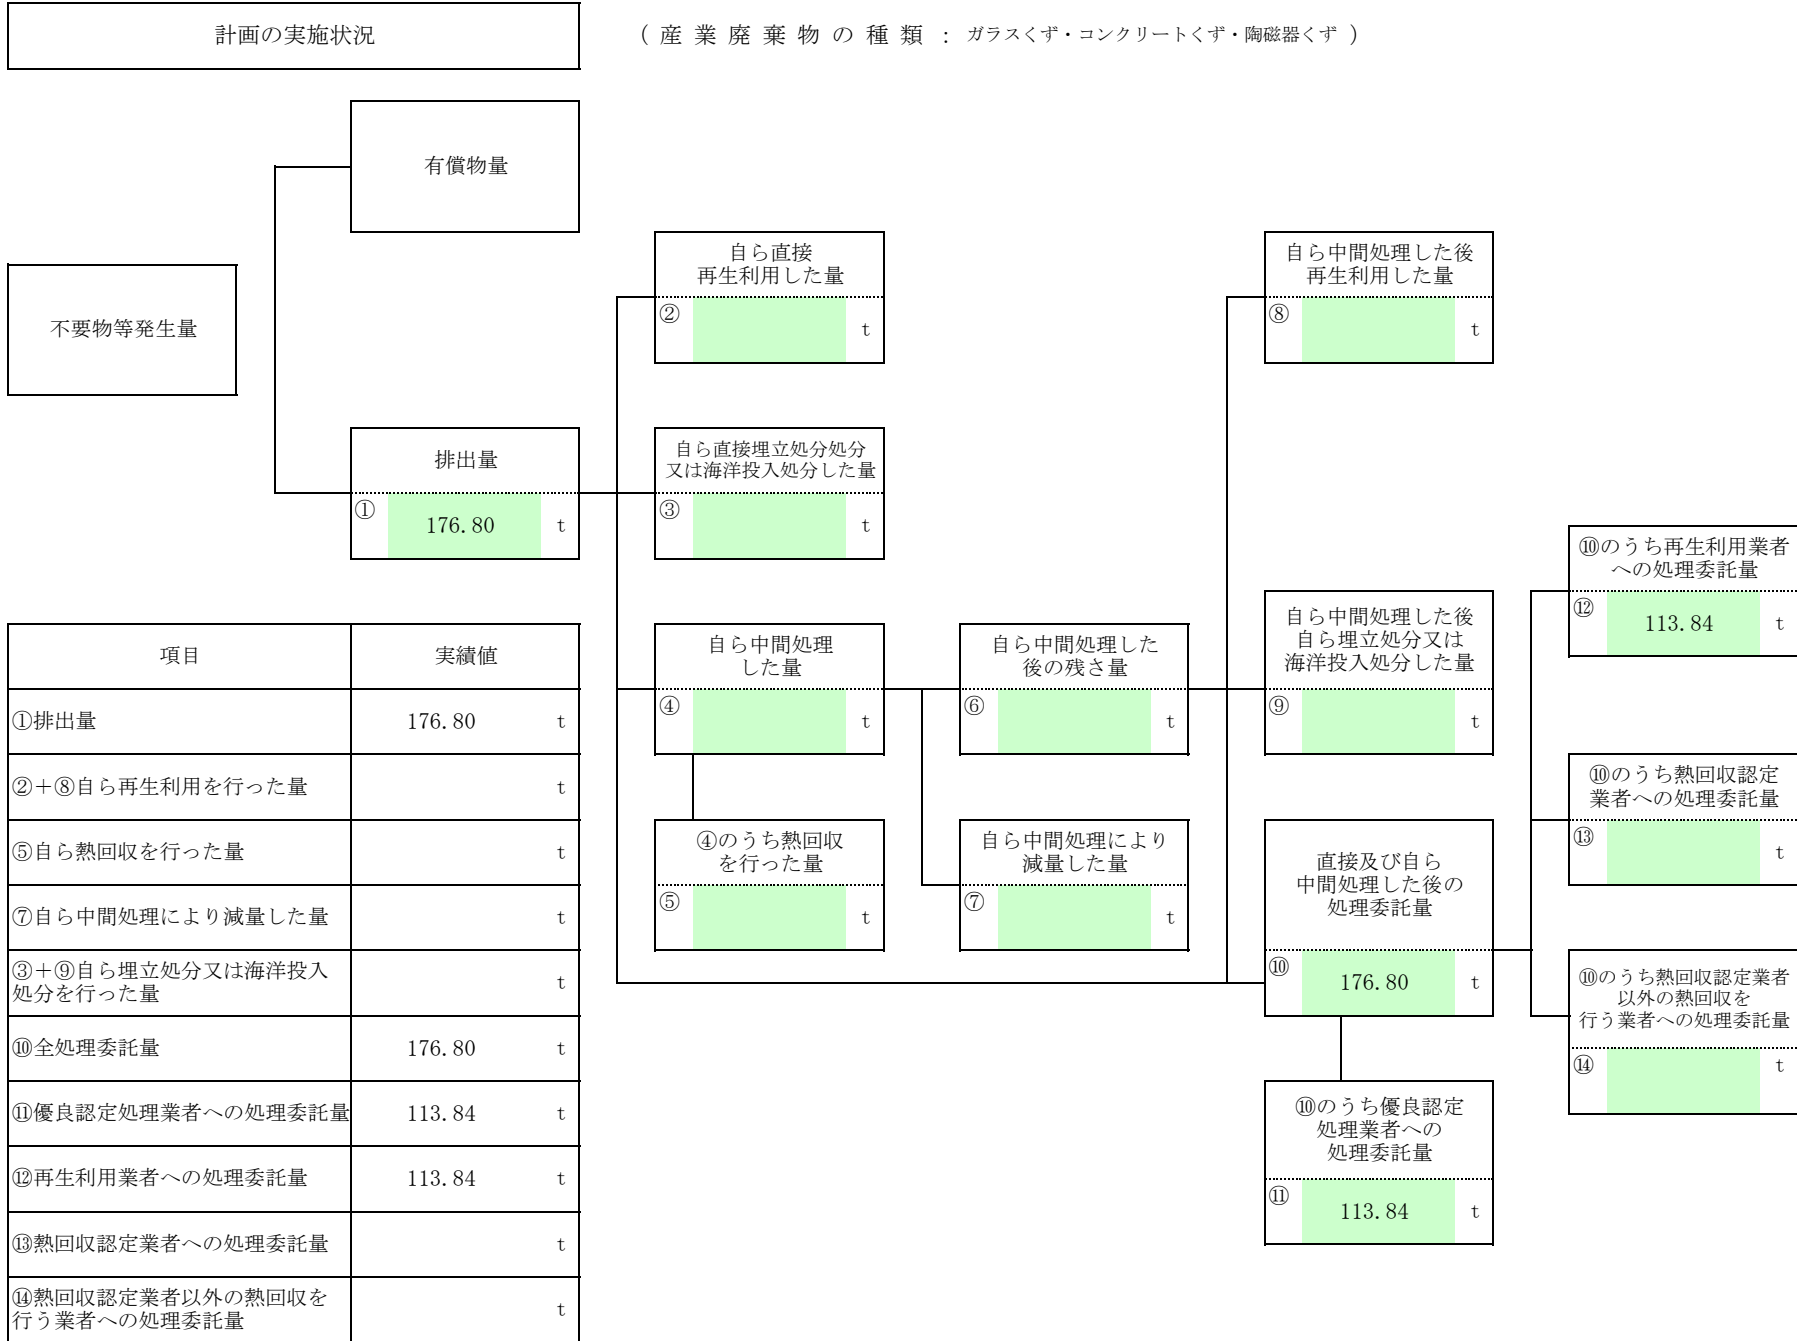 計画の実施状況
（産業廃棄物の種類：ガラスくず・コンクリートくず・陶磁器くず）
有償物量
不要物等発生量
排出量
① 176.80 t
自ら直接
再生利用した量
② t
自ら直接埋立処分処分
又は海洋投入処分した量
③ t
自ら中間処理
した量
④ t
④のうち熱回収
を行った量
⑤ t
自ら中間処理した
後の残さ量
⑥ t
自ら中間処理により
減量した量
⑦ t
自ら中間処理した後
再生利用した量
⑧ t
自ら中間処理した後
自ら埋立処分又は
海洋投入処分した量
⑨ t
直接及び自ら
中間処理した後の
処理委託量
⑩ 176.80 t
⑩のうち優良認定
処理業者への
処理委託量
⑪ 113.84 t
⑩のうち再生利用業者
への処理委託量
⑫ 113.84 t
⑩のうち熱回収認定
業者への処理委託量
⑬ t
⑩のうち熱回収認定業者
以外の熱回収を
行う業者への処理委託量
⑭ t
項目 実績値
①排出量 176.80 t
②＋⑧自ら再生利用を行った量 t
⑤自ら熱回収を行った量 t
⑦自ら中間処理により減量した量 t
③＋⑨自ら埋立処分又は海洋投入
処分を行った量 t
⑩全処理委託量 176.80 t
⑪優良認定処理業者への処理委託量 113.84 t
⑫再生利用業者への処理委託量 113.84 t
⑬熱回収認定業者への処理委託量 t
⑭熱回収認定業者以外の熱回収を
行う業者への処理委託量 t